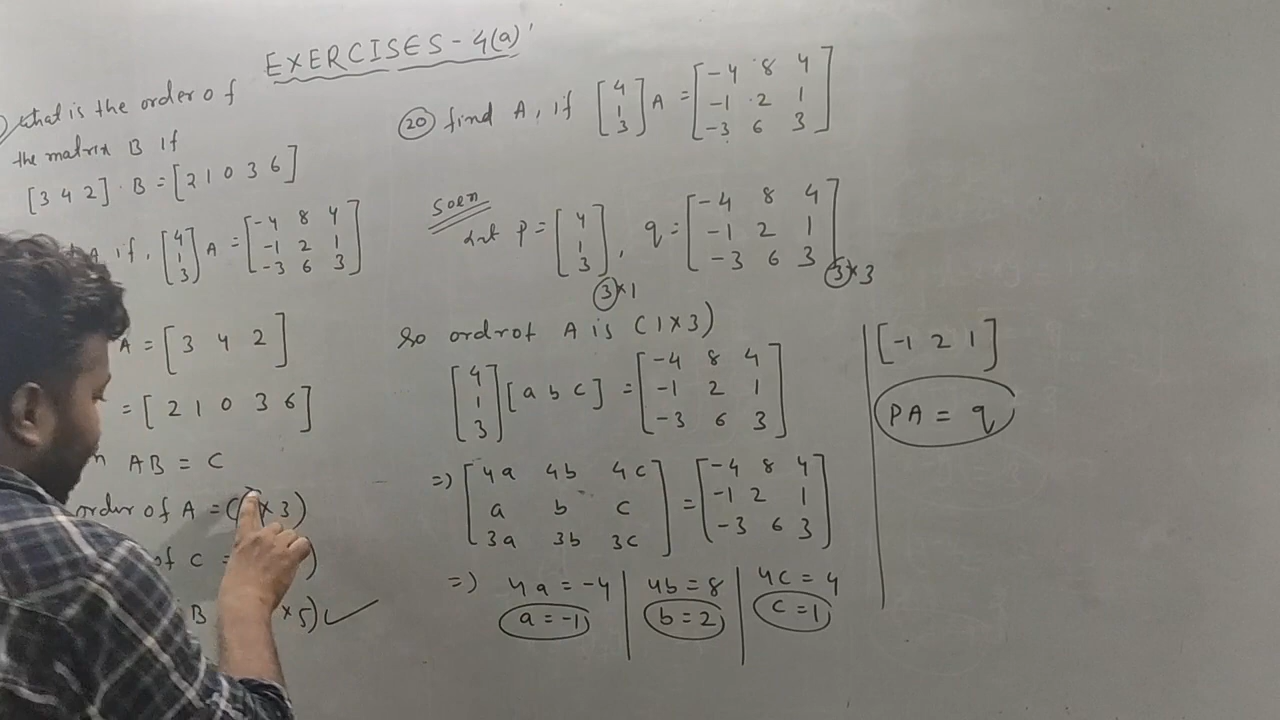 EXERCISES-4(a)'
what is the order of
the matrix B if
[3 4 2] . B = [2 1 0 3 6]
A if, [4 1 3] A = [-4 8 4
-1 2 1
-3 6 3]
A = [3 4 2]
= [2 1 0 3 6]
AB = C
order of A = ( × 3)
of C = )
B ×5) ✓
(20) find A, if [4 1 3] A = [-4 8 4
-1 2 1
-3 6 3]
Soln
Let P = [4 1 3], q = [-4 8 4
-1 2 1
-3 6 3]
3×1 3×3
So ordrof A is (1×3)
[4 1 3] [a b c] = [-4 8 4
-1 2 1
-3 6 3]
=) [4a 4b 4c
a b c
3a 3b 3c] = [-4 8 4
-1 2 1
-3 6 3]
=) 4a = -4 | 4b = 8 | 4c = 4
a = -1 | b = 2 | c = 1
[-1 2 1]
PA = q